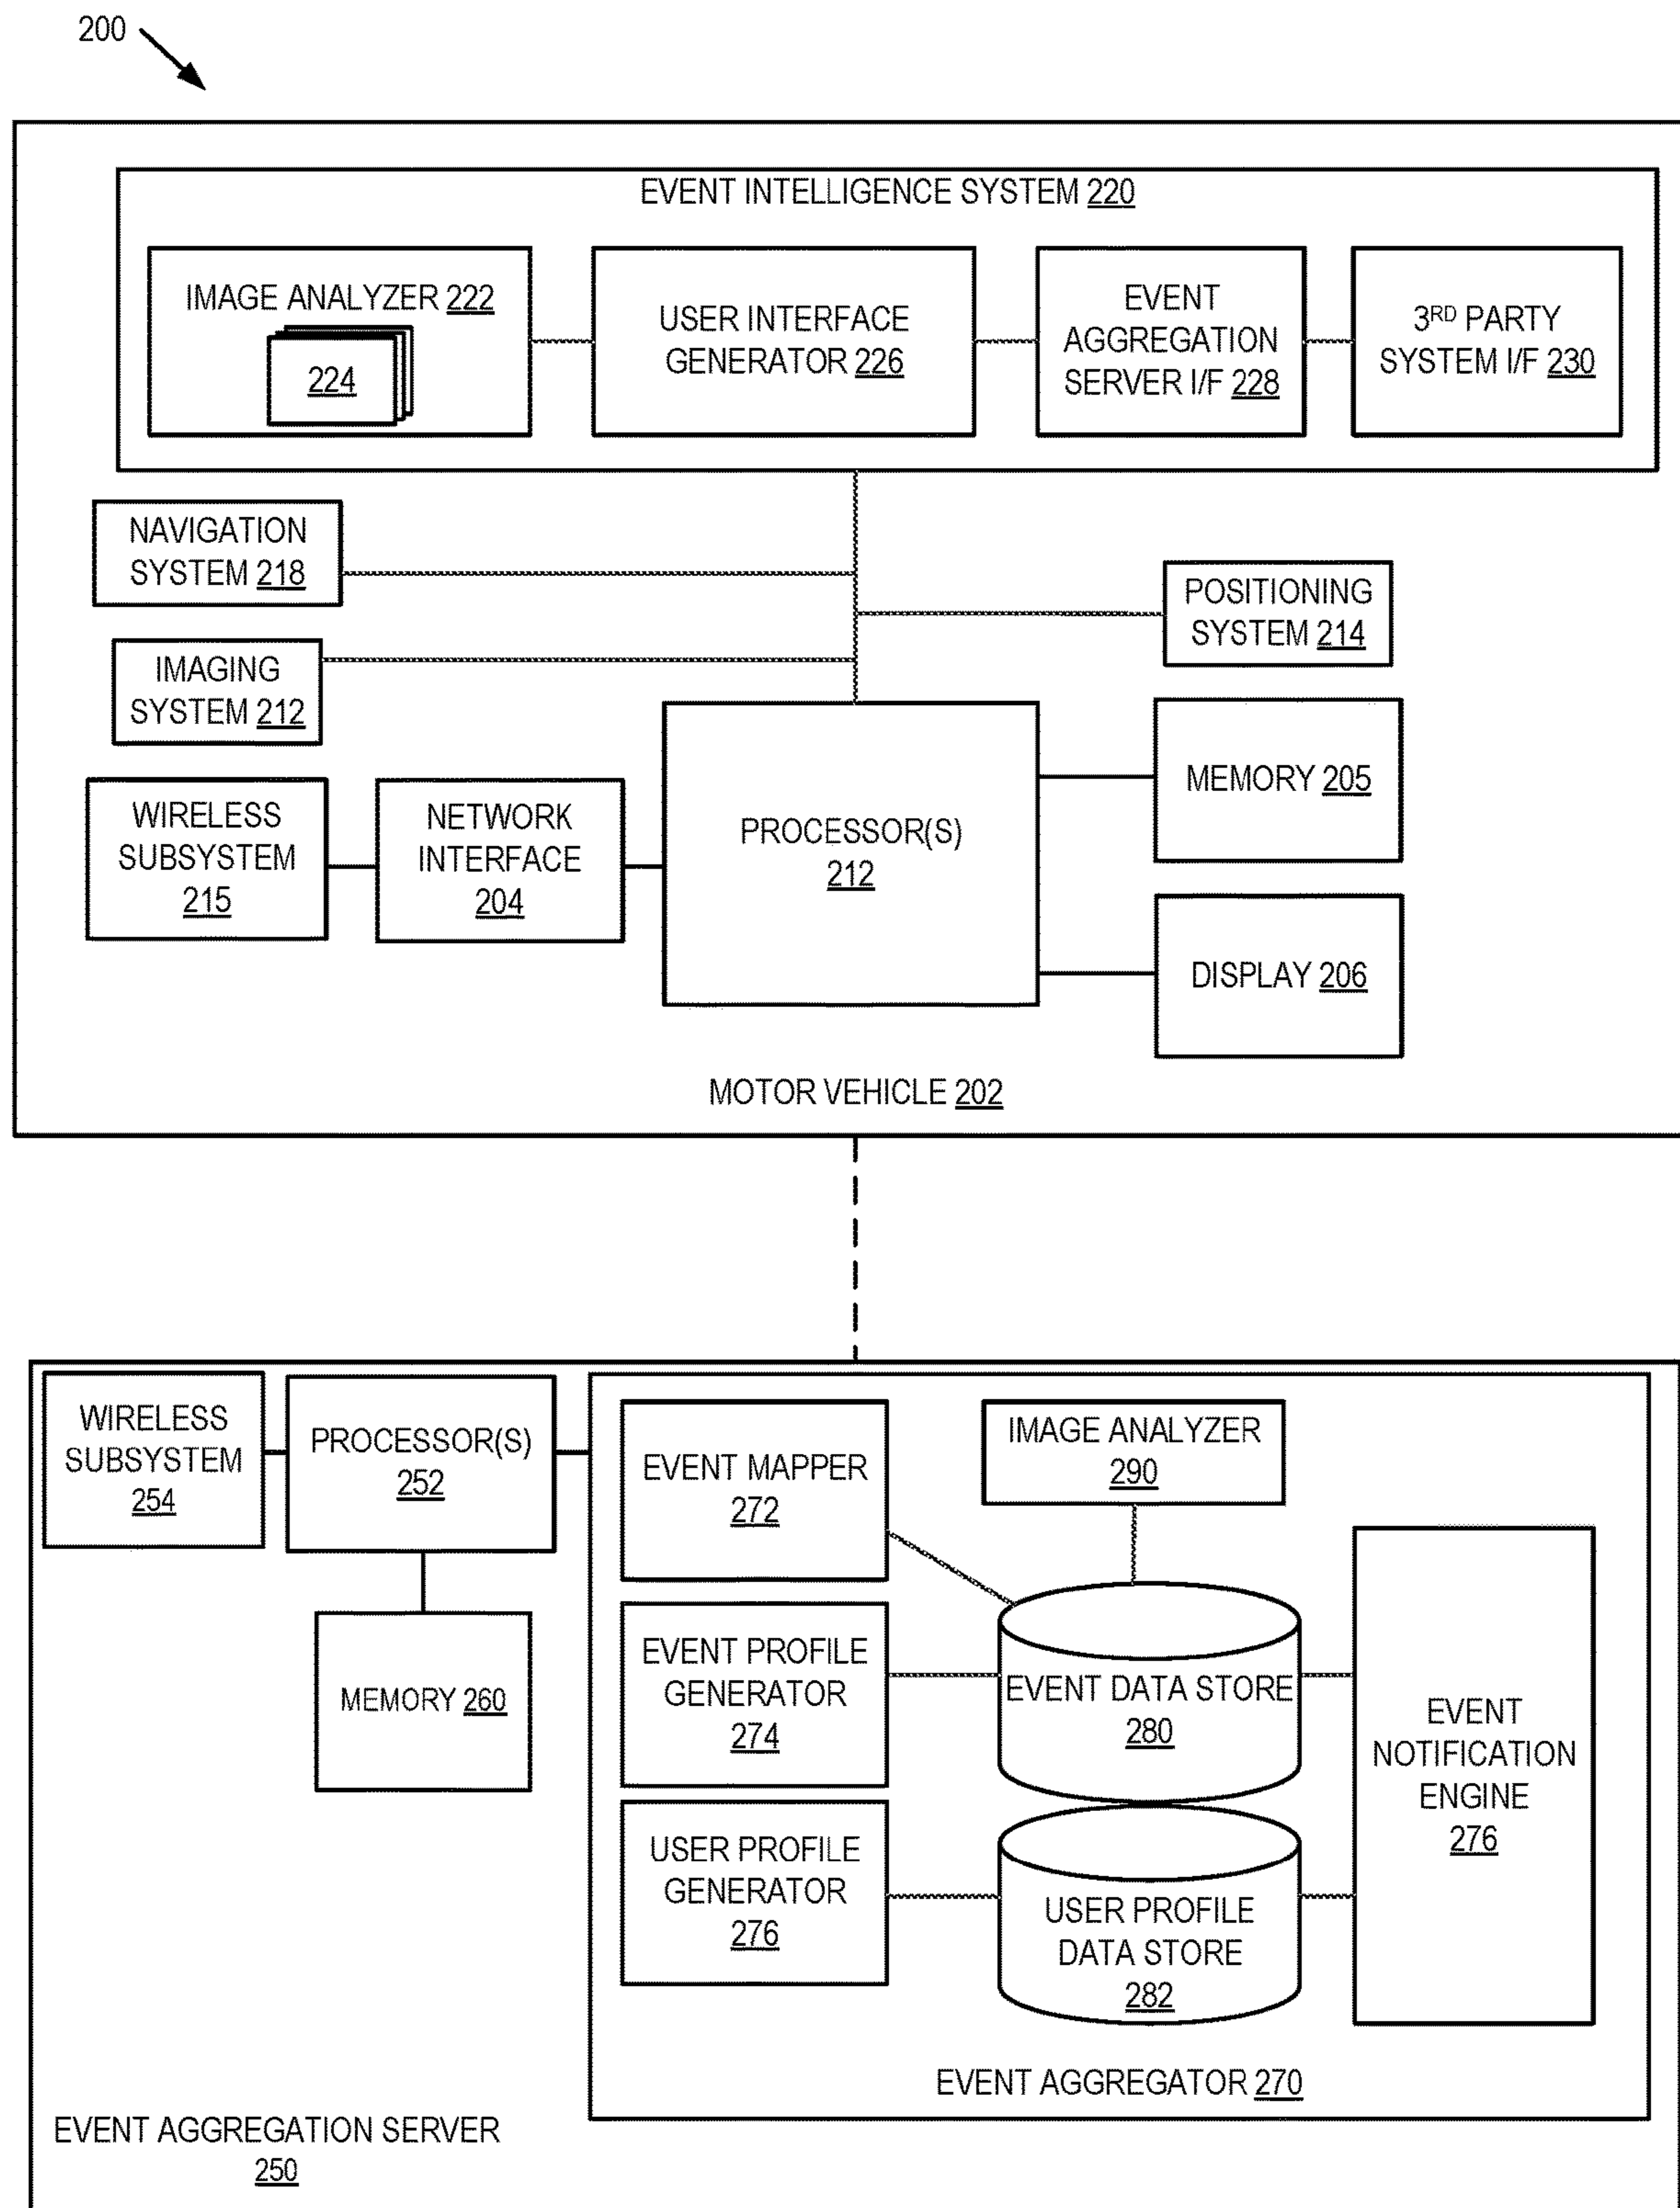 200
EVENT INTELLIGENCE SYSTEM 220
IMAGE ANALYZER 222
224
USER INTERFACE
GENERATOR 226
EVENT
AGGREGATION
SERVER I/F 228
3RD PARTY
SYSTEM I/F 230
NAVIGATION
SYSTEM 218
POSITIONING
SYSTEM 214
IMAGING
SYSTEM 212
WIRELESS
SUBSYSTEM
215
NETWORK
INTERFACE
204
PROCESSOR(S)
212
MEMORY 205
DISPLAY 206
MOTOR VEHICLE 202
WIRELESS
SUBSYSTEM
254
PROCESSOR(S)
252
MEMORY 260
EVENT MAPPER
272
IMAGE ANALYZER
290
EVENT PROFILE
GENERATOR
274
EVENT DATA STORE
280
USER PROFILE
GENERATOR
276
USER PROFILE
DATA STORE
282
EVENT
NOTIFICATION
ENGINE
276
EVENT AGGREGATOR 270
EVENT AGGREGATION SERVER
250